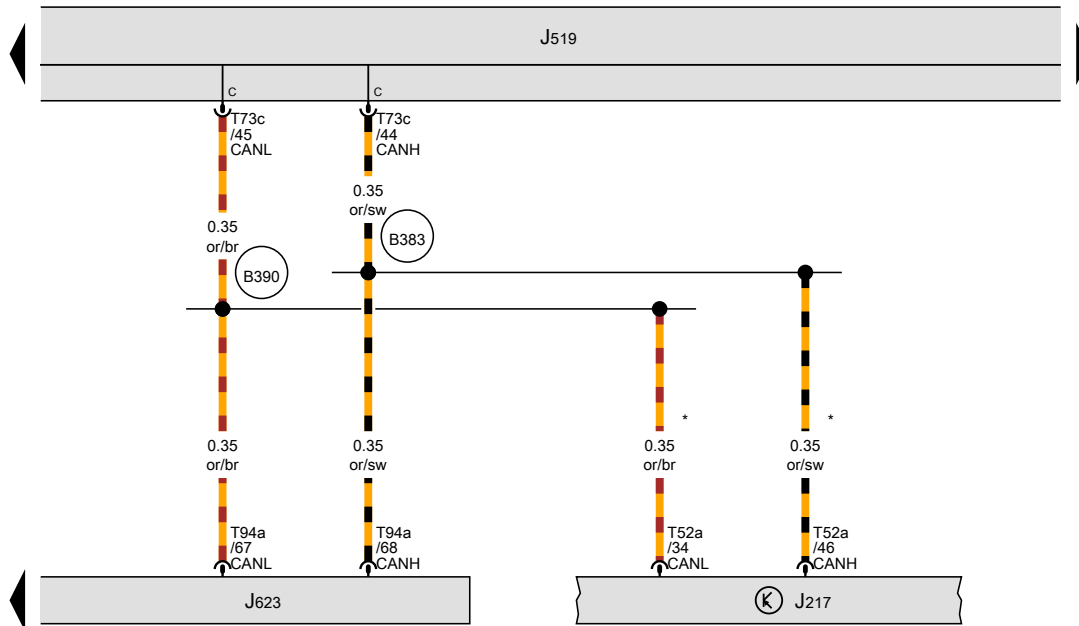 J519
c
c
T73c
/45
CANL
T73c
/44
CANH
0.35
or/sw
0.35
or/br
B383
B390
*
*
0.35
or/br
0.35
or/sw
0.35
or/br
0.35
or/sw
T94a
/67
CANL
T94a
/68
CANH
T52a
/34
CANL
T52a
/46
CANH
J623
K J217